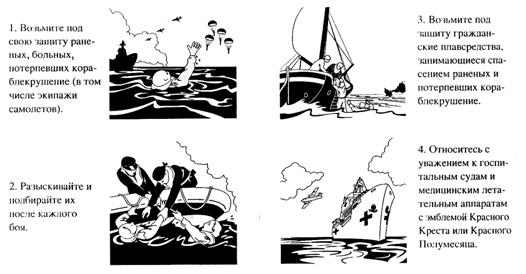 1. Возьмите под
свою защиту ране-
ных, больных,
потерпевших кора-
блекрушение (в том
числе экипажи
самолетов).
2. Разыскивайте и
подбирайте их
после каждого
боя.
3. Возьмите под
защиту граждан-
ские плавсредства,
занимающиеся спа-
сением раненых и
потерпевших кора-
блекрушение.
4. Относитесь с
уважением к госпи-
тальным судам и
медицинским лета-
тельным аппаратам
с эмблемой Красного
Креста или Красного
Полумесяца.